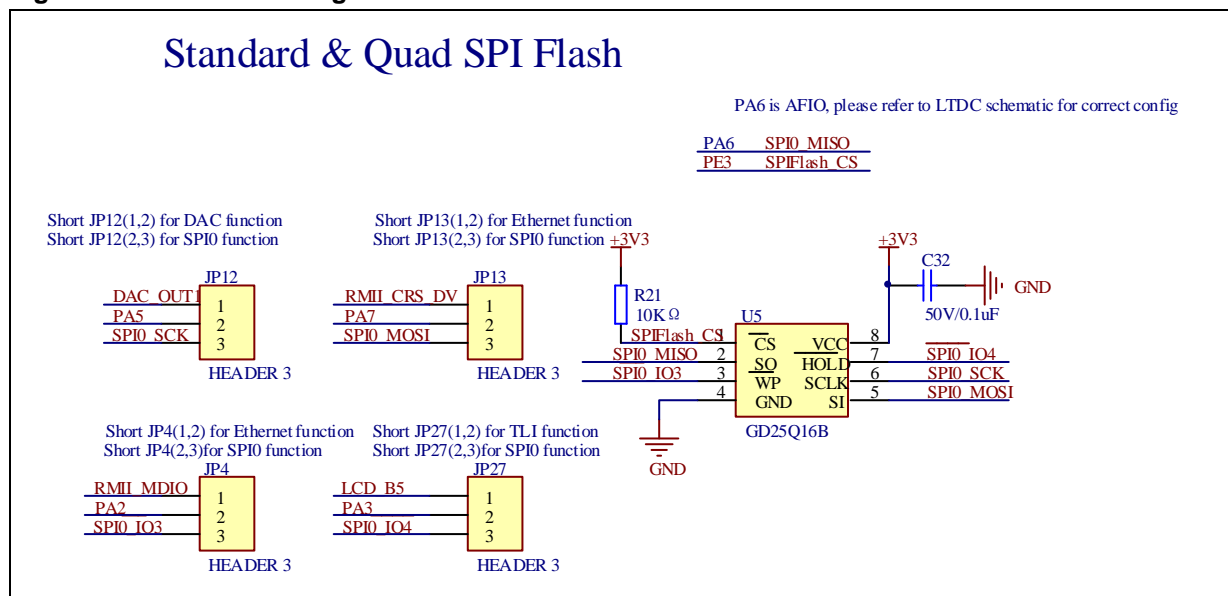 Standard & Quad SPI Flash
PA6 is AFIO, please refer to LTDC schematic for correct config
PA6 SPI0_MISO
PE3 SPIFlash_CS
Short JP12(1,2) for DAC function
Short JP12(2,3) for SPI0 function
JP12
DAC_OUT1 1
PA5 2
SPI0_SCK 3
HEADER 3
Short JP13(1,2) for Ethernet function
Short JP13(2,3) for SPI0 function
JP13
RMII_CRS_DV 1
PA7 2
SPI0_MOSI 3
HEADER 3
+3V3
R21
10KΩ
+3V3
C32
50V/0.1uF
GND
U5
SPIFlash_CS 1 CS VCC 8
SPI0_MISO 2 SO HOLD 7 SPI0_IO4
SPI0_IO3 3 WP SCLK 6 SPI0_SCK
4 GND SI 5 SPI0_MOSI
GD25Q16B
GND
Short JP4(1,2) for Ethernet function
Short JP4(2,3)for SPI0 function
JP4
RMII_MDIO 1
PA2 2
SPI0_IO3 3
HEADER 3
Short JP27(1,2) for TLI function
Short JP27(2,3)for SPI0 function
JP27
LCD_B5 1
PA3 2
SPI0_IO4 3
HEADER 3